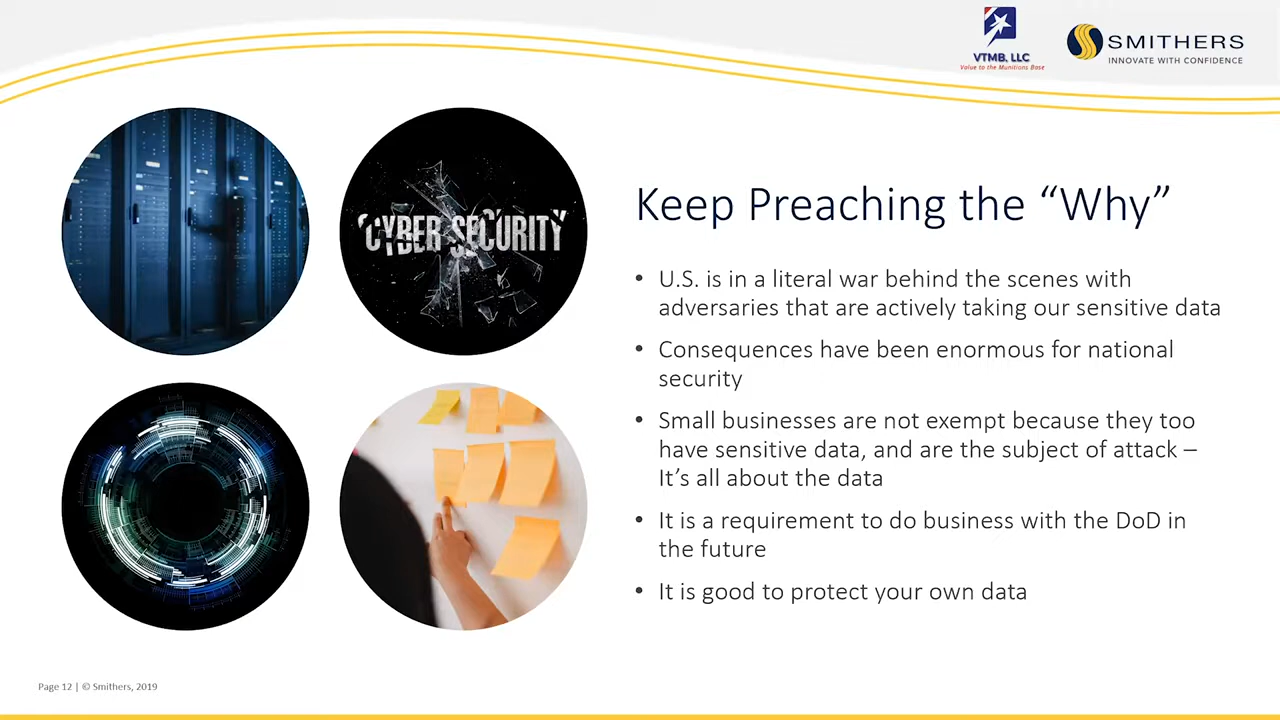 VTMB, LLC
Value to the Munitions Base
SMITHERS
INNOVATE WITH CONFIDENCE
CYBER SECURITY
Keep Preaching the “Why”
• U.S. is in a literal war behind the scenes with
adversaries that are actively taking our sensitive data
• Consequences have been enormous for national
security
• Small businesses are not exempt because they too
have sensitive data, and are the subject of attack –
It’s all about the data
• It is a requirement to do business with the DoD in
the future
• It is good to protect your own data
Page 12 | © Smithers, 2019